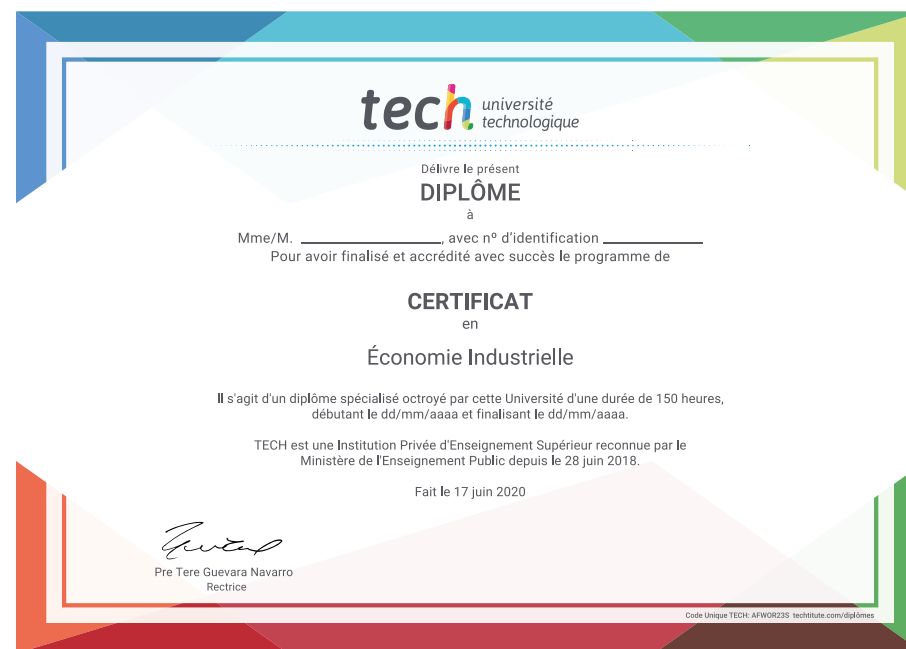 tech université
technologique
Délivre le présent
DIPLÔME
à
Mme/M. ____________________, avec nº d'identification ______________
Pour avoir finalisé et accrédité avec succès le programme de
CERTIFICAT
en
Économie Industrielle
Il s'agit d'un diplôme spécialisé octroyé par cette Université d'une durée de 150 heures,
débutant le dd/mm/aaaa et finalisant le dd/mm/aaaa.
TECH est une Institution Privée d'Enseignement Supérieur reconnue par le
Ministère de l'Enseignement Public depuis le 28 juin 2018.
Fait le 17 juin 2020
Pre Tere Guevara Navarro
Rectrice
Code Unique TECH: AFWOR23S techtitute.com/diplômes